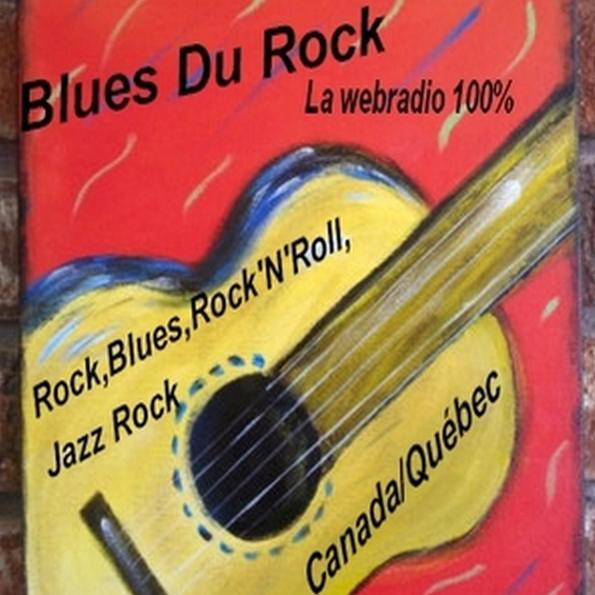 Blues Du Rock
La webradio 100%
Rock,Blues,Rock'N'Roll,
Jazz Rock
Canada/Québec